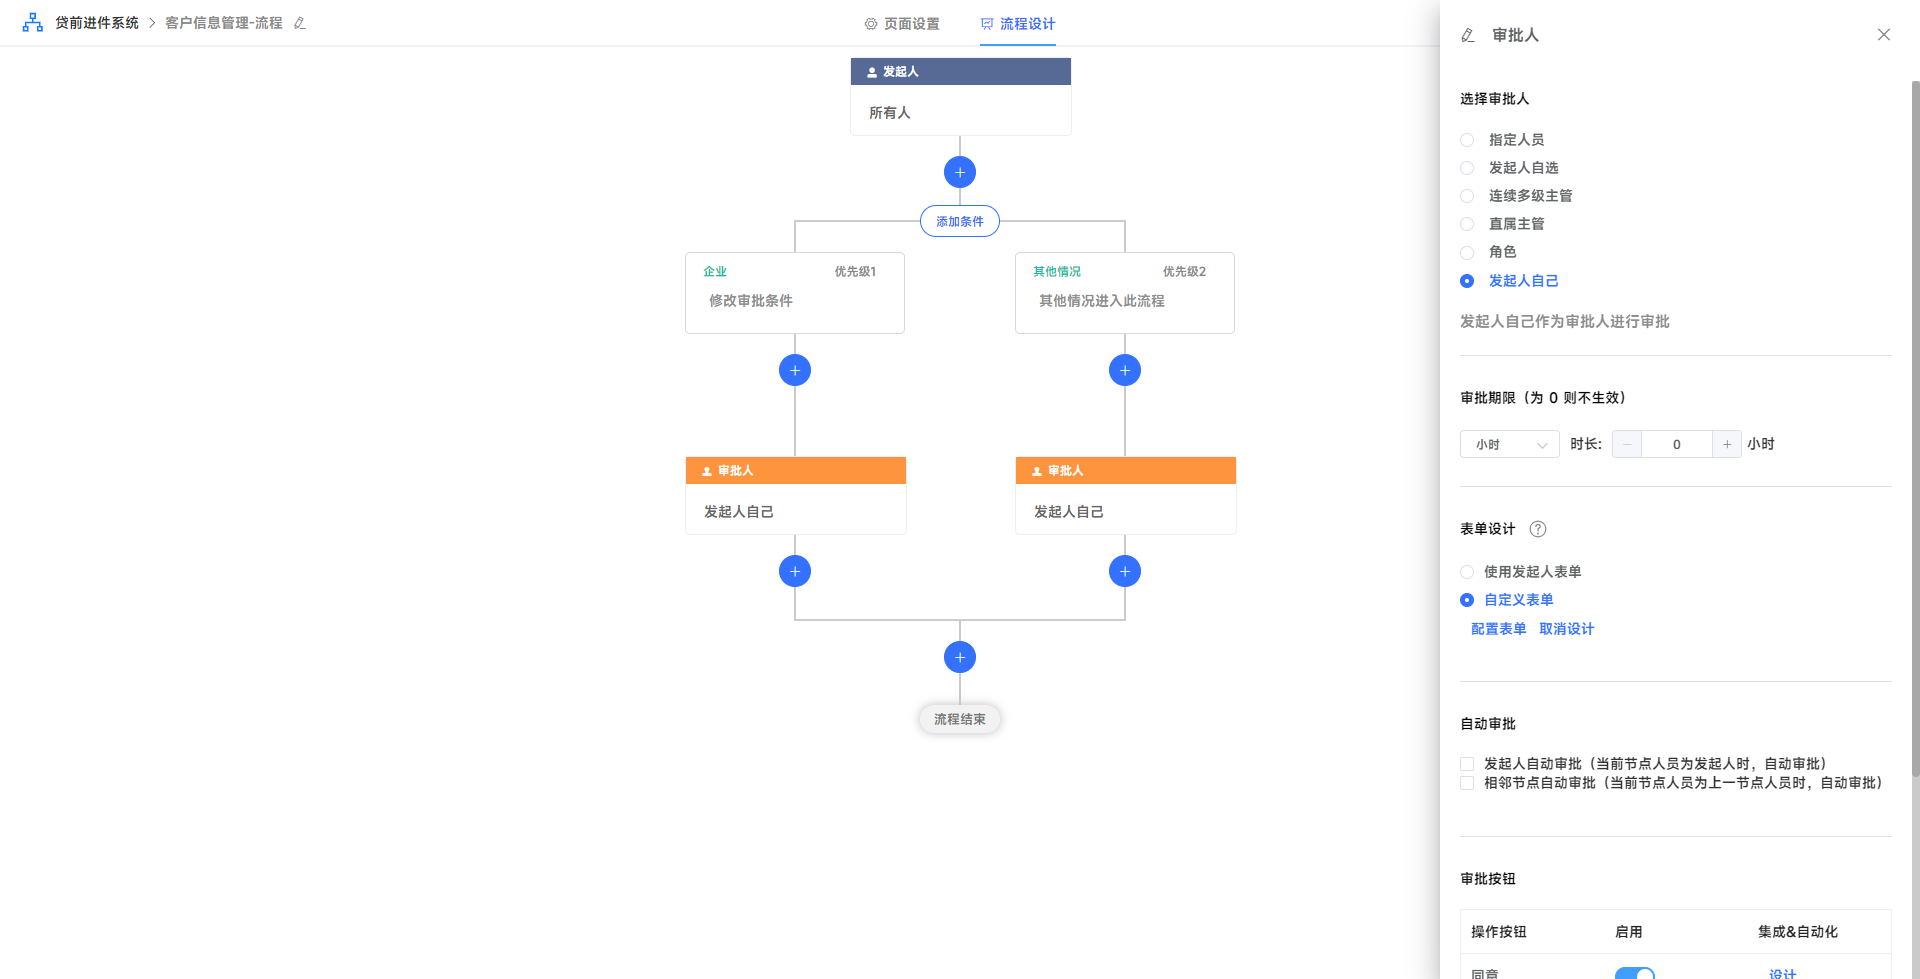 贷前进件系统 > 客户信息管理-流程
页面设置
流程设计
发起人
所有人
添加条件
企业 优先级1
修改审批条件
其他情况 优先级2
其他情况进入此流程
审批人
发起人自己
审批人
发起人自己
流程结束
审批人
选择审批人
指定人员
发起人自选
连续多级主管
直属主管
角色
发起人自己
发起人自己作为审批人进行审批
审批期限（为 0 则不生效）
小时 时长: − 0 + 小时
表单设计 ?
使用发起人表单
自定义表单
配置表单 取消设计
自动审批
发起人自动审批（当前节点人员为发起人时，自动审批）
相邻节点自动审批（当前节点人员为上一节点人员时，自动审批）
审批按钮
操作按钮 启用 集成&自动化
同意 设计